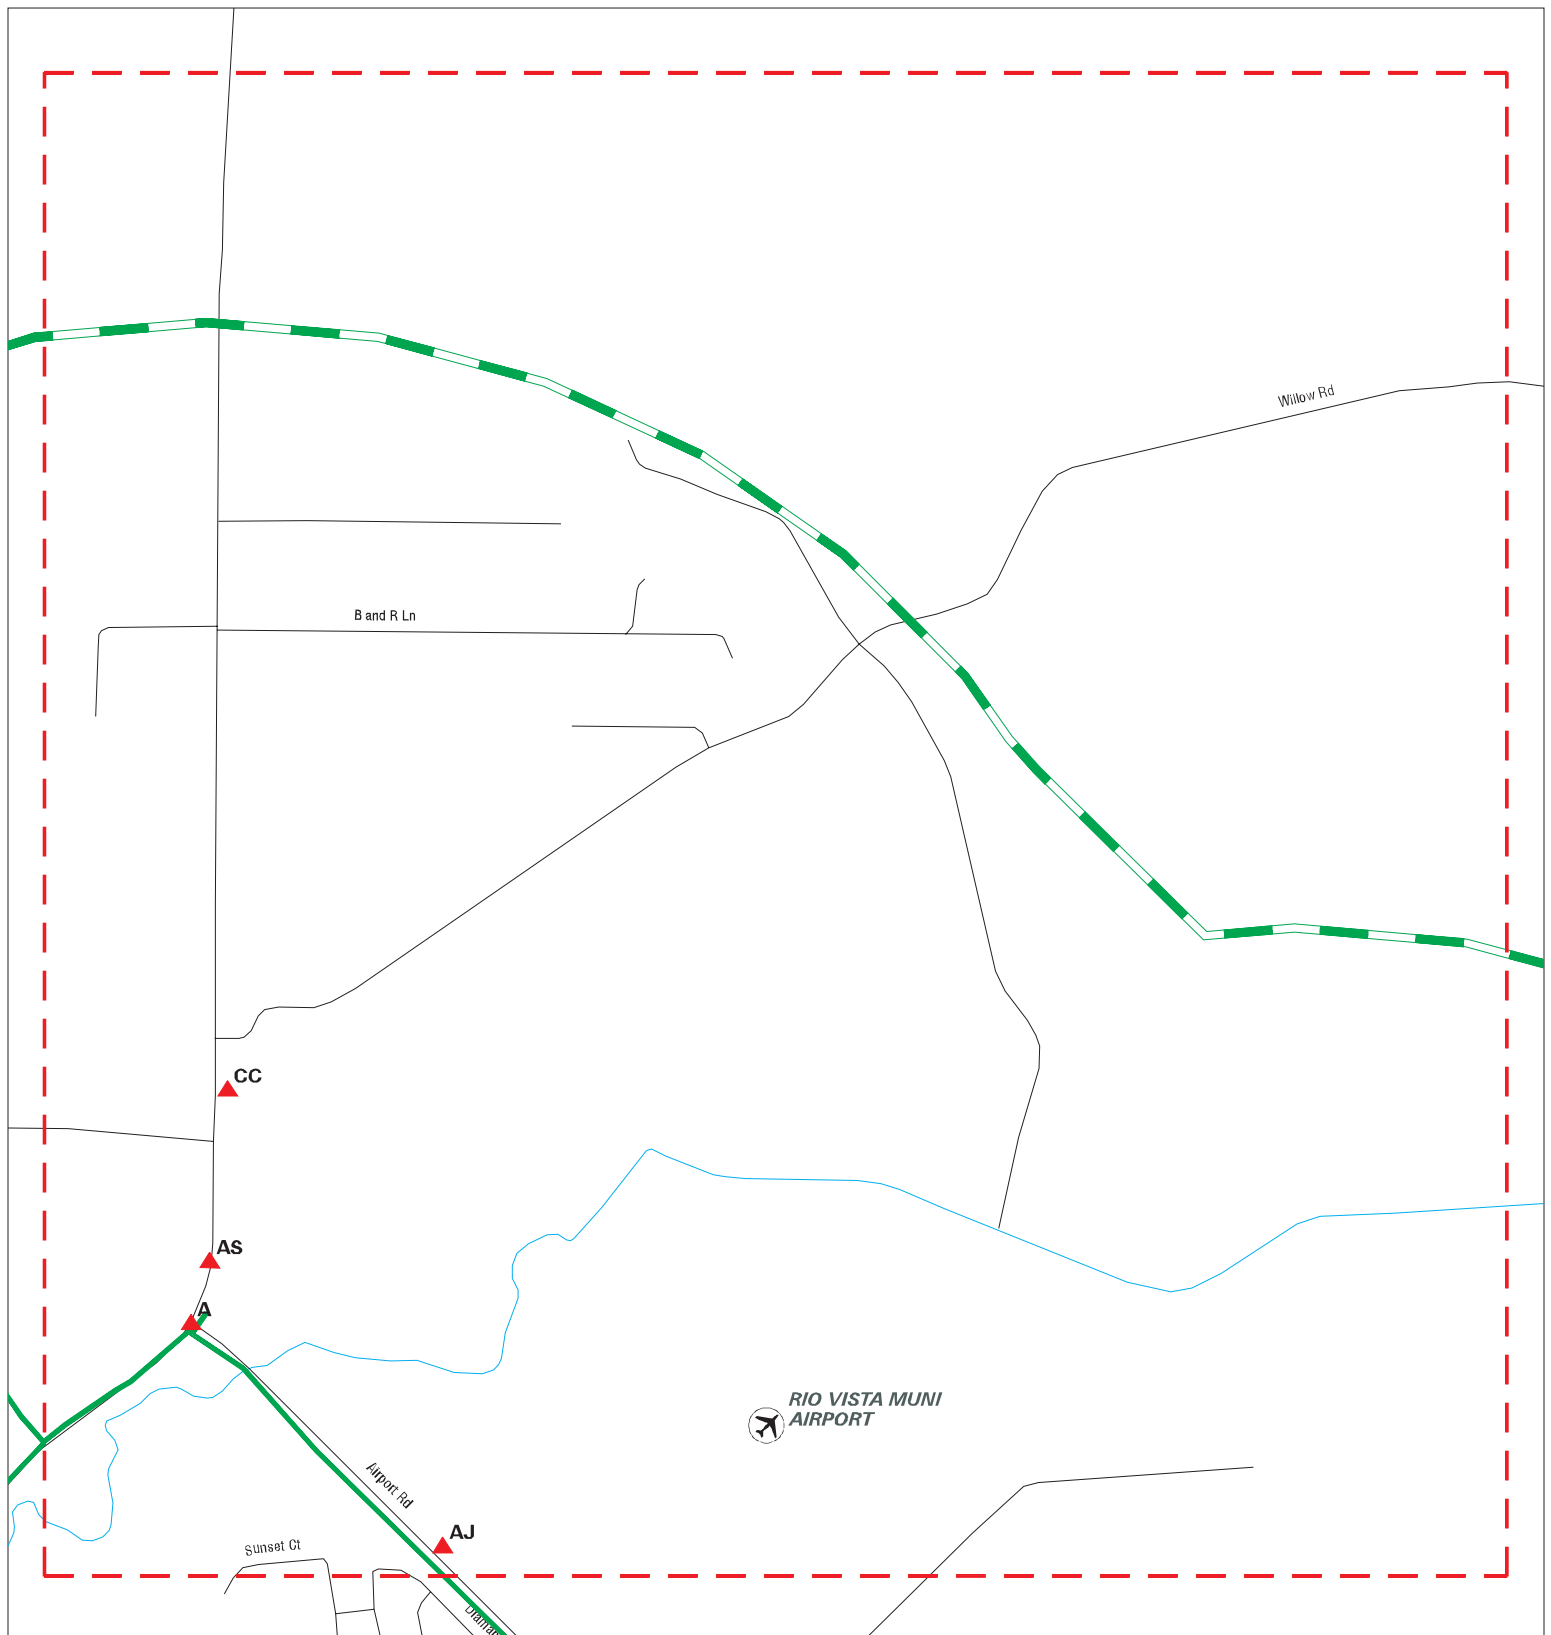 Willow Rd
B and R Ln
CC
AS
A
RIO VISTA MUNI
AIRPORT
Airport Rd
AJ
Sunset Ct